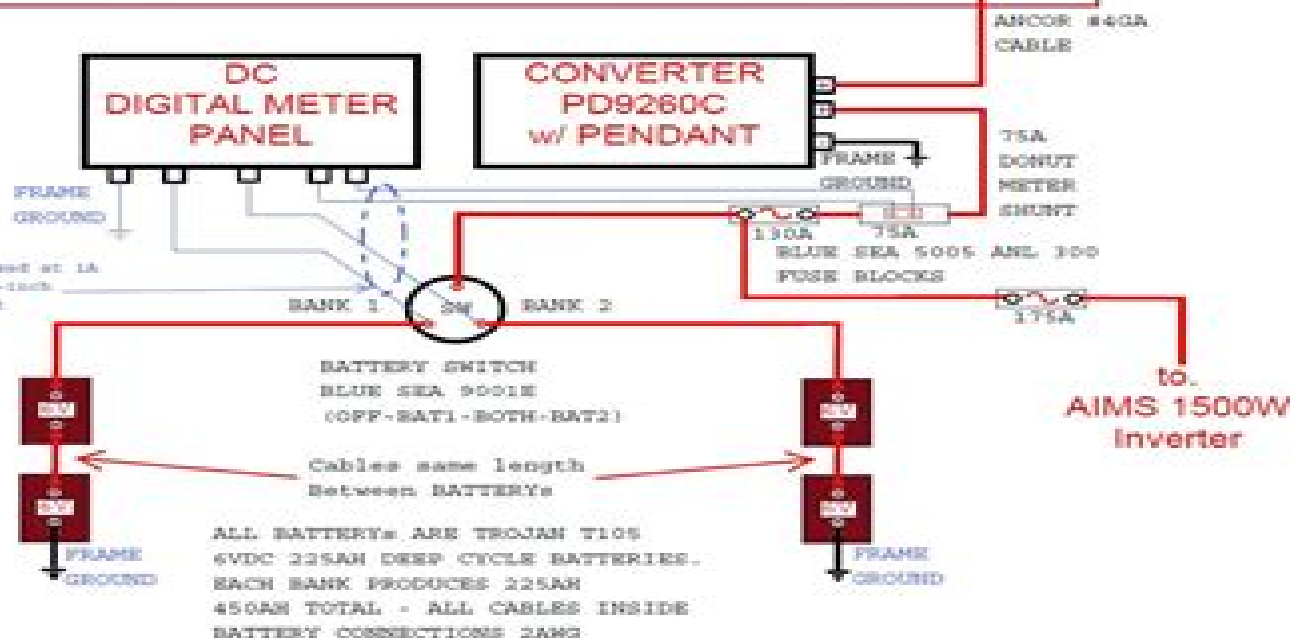 ANCOR #4GA
CABLE
DC
DIGITAL METER
PANEL
CONVERTER
PD9260C
w/ PENDANT
75A
DONUT
METER
SHUNT
FRAME
GROUND
FRAME
GROUND
130A
75A
BLUE SEA 5005 ANL 300
FUSE BLOCKS
at 1A
BANK 1
SW
BANK 2
175A
BATTERY SWITCH
BLUE SEA 9001E
(OFF-BAT1-BOTH-BAT2)
to
AIMS 1500W
Inverter
6V
6V
Cables same length
Between BATTERYs
6V
6V
ALL BATTERYs ARE TROJAN T105
6VDC 225AH DEEP CYCLE BATTERIES.
EACH BANK PRODUCES 225AH
450AH TOTAL - ALL CABLES INSIDE
BATTERY CONNECTIONS 2AWG
FRAME
GROUND
FRAME
GROUND